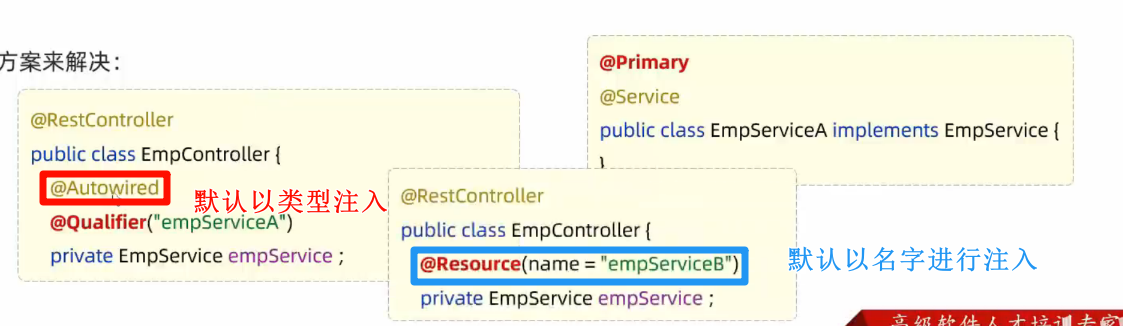 方案来解决：
@RestController
public class EmpController {
@Autowired
默认以类型注入
@Qualifier("empServiceA")
private EmpService empService ;
@Primary
@Service
public class EmpServiceA implements EmpService {
}
@RestController
public class EmpController {
@Resource(name = "empServiceB")
默认以名字进行注入
private EmpService empService ;
高级软件人才培训专家